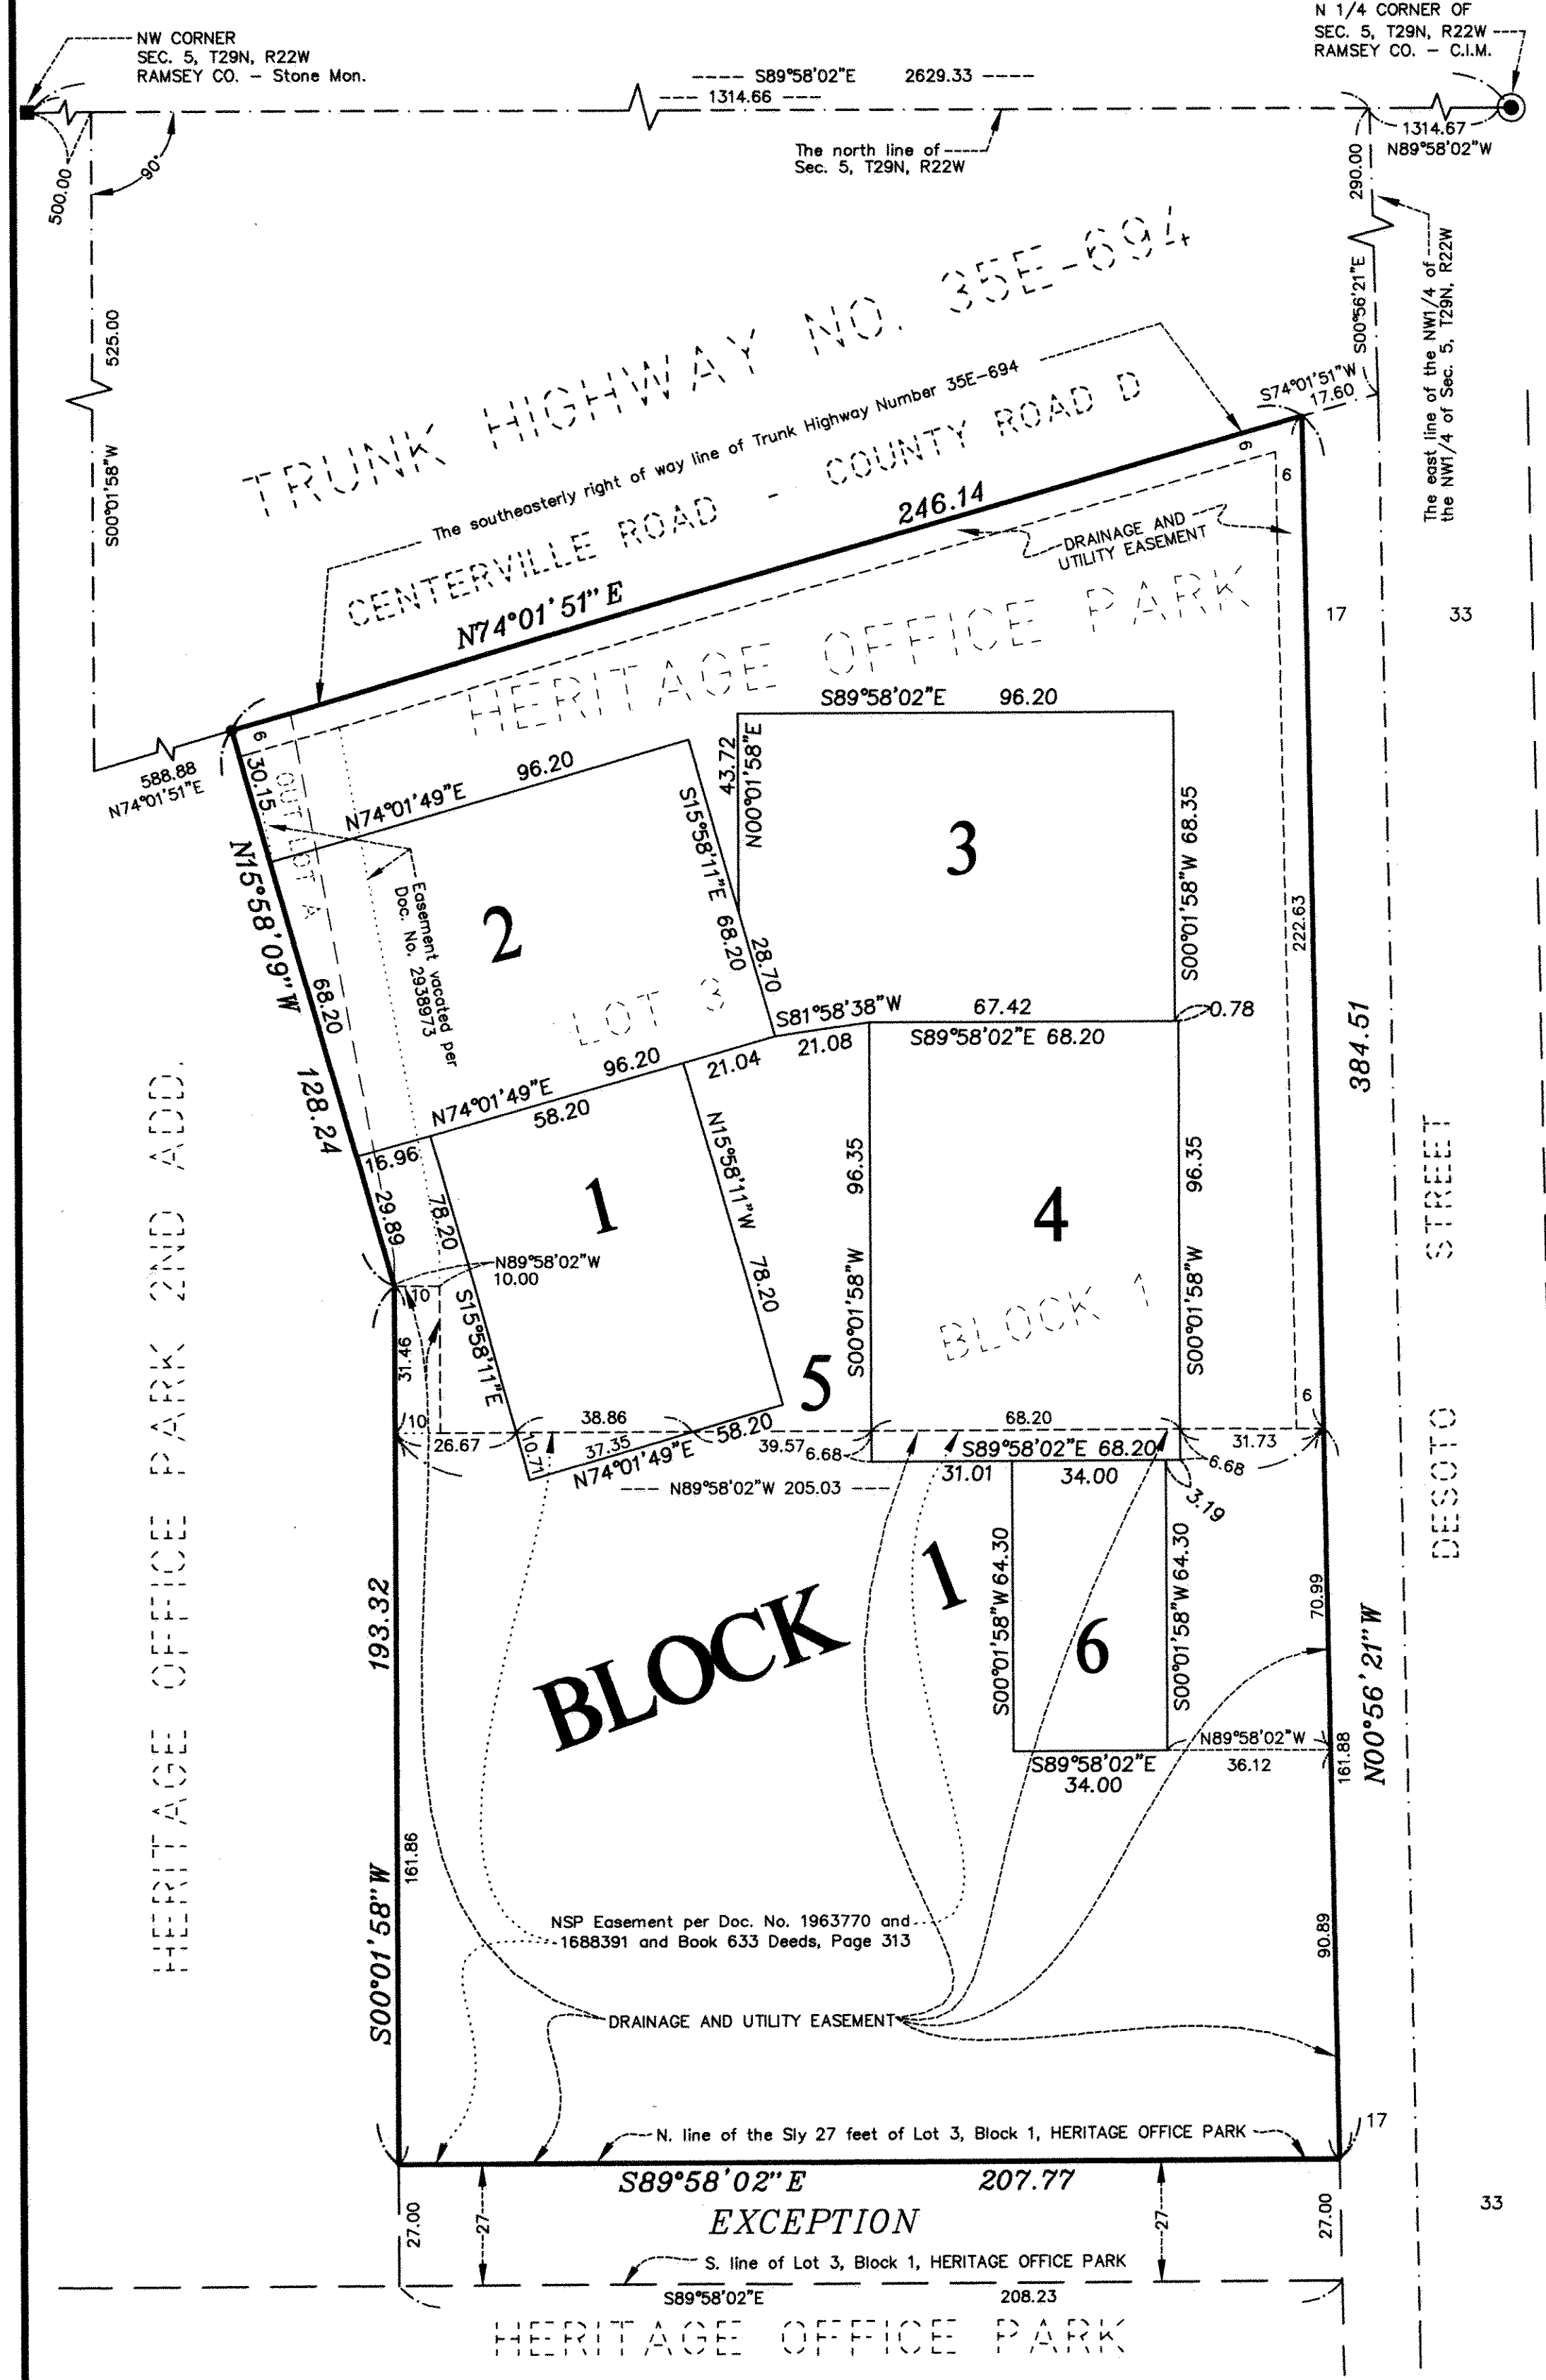 NW CORNER
SEC. 5, T29N, R22W
RAMSEY CO. – Stone Mon.
N 1/4 CORNER OF
SEC. 5, T29N, R22W
RAMSEY CO. – C.I.M.
S89°58'02"E 2629.33
1314.66
1314.67
N89°58'02"W
The north line of
Sec. 5, T29N, R22W
500.00
90°
290.00
525.00
S00°01'58"W
S00°56'21"E
The east line of the NW1/4 of
the NW1/4 of Sec. 5, T29N, R22W
TRUNK HIGHWAY NO. 35E-694
The southeasterly right of way line of Trunk Highway Number 35E-694
CENTERVILLE ROAD - COUNTY ROAD D
S74°01'51"W
17.60
N74°01'51"E
246.14
6
6
DRAINAGE AND
UTILITY EASEMENT
HERITAGE OFFICE PARK
17
33
588.88
N74°01'51"E
6
30.15
OUTLOT A
N74°01'49"E
96.20
S15°58'11"E 68.20
43.72
N00°01'58"E
S89°58'02"E 96.20
3
S00°01'58"W 68.35
2
28.70
Easement vacated per
Doc. No. 2938973
N15°58'09"W
128.24
68.20
222.63
384.51
LOT 3
S81°58'38"W
21.08
67.42
0.78
S89°58'02"E 68.20
N74°01'49"E
96.20
21.04
58.20
16.96
29.89
78.20
S15°58'11"E
1
N15°58'11"W
78.20
96.35
S00°01'58"W
4
96.35
S00°01'58"W
BLOCK 1
N89°58'02"W
10.00
10
31.46
5
10
26.67
38.86
10.71
37.35
N74°01'49"E
58.20
39.57
6.68
68.20
S89°58'02"E 68.20
31.73
6
6.68
N89°58'02"W 205.03
31.01
34.00
3.19
S00°01'58"W 64.30
6
S00°01'58"W 64.30
S89°58'02"E
34.00
N89°58'02"W
36.12
70.99
161.88
N00°56'21"W
BLOCK 1
HERITAGE OFFICE PARK 2ND ADD.
DESOTO STREET
193.32
S00°01'58"W
161.86
90.89
NSP Easement per Doc. No. 1963770 and
1688391 and Book 633 Deeds, Page 313
DRAINAGE AND UTILITY EASEMENT
N. line of the Sly 27 feet of Lot 3, Block 1, HERITAGE OFFICE PARK
17
S89°58'02"E 207.77
27.00
27
EXCEPTION
27
27.00
33
S. line of Lot 3, Block 1, HERITAGE OFFICE PARK
S89°58'02"E 208.23
HERITAGE OFFICE PARK